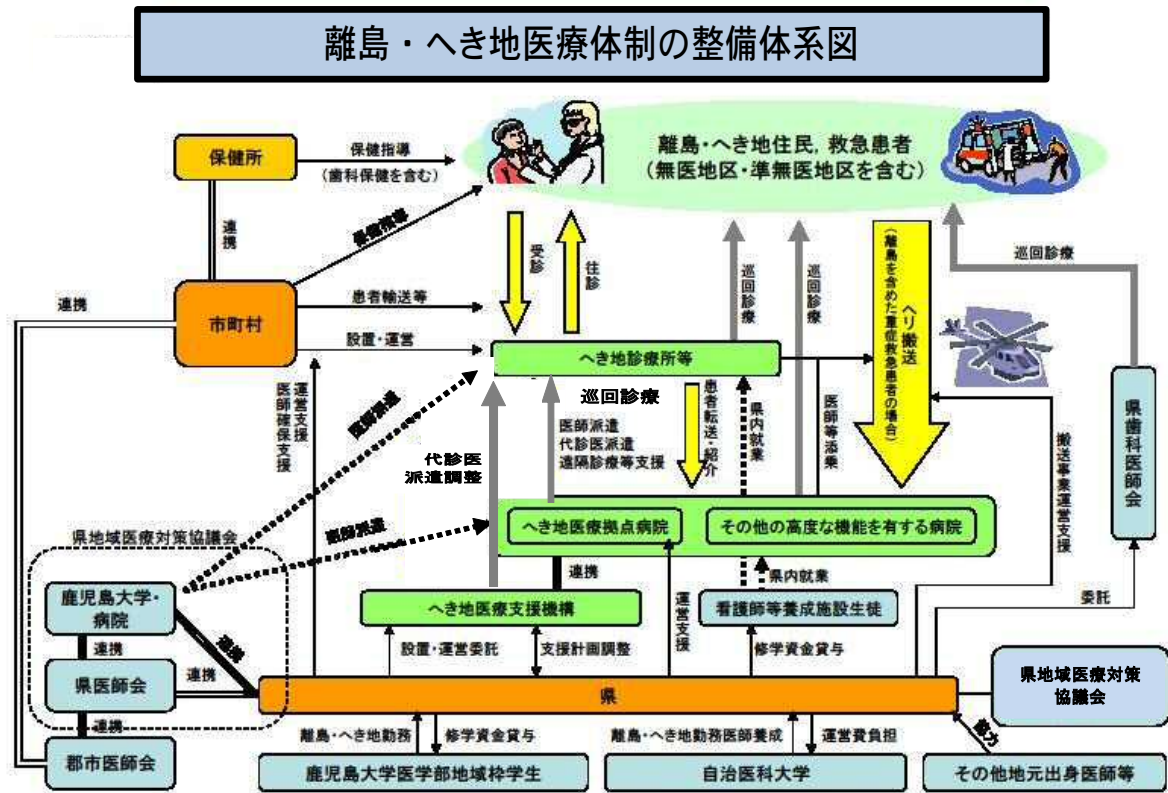 離島・へき地医療体制の整備体系図
保健所
保健指導
(歯科保健を含む)
離島・へき地住民, 救急患者
(無医地区・準無医地区を含む)
連携
保健指導
受診
往診
巡回診療
巡回診療
(離島を含めた重症救急患者の場合)
ヘリ搬送
巡回診療
連携
市町村
患者輸送等
設置・運営
へき地診療所等
運営支援
医師確保支援
医師派遣
巡回診療
代診医
派遣調整
医師派遣
代診医派遣
遠隔診療等支援
患者転送・紹介
県内就業
医師等添乗
搬送事業運営支援
県歯科医師会
へき地医療拠点病院
その他の高度な機能を有する病院
医師派遣
県地域医療対策協議会
鹿児島大学・
病院
連携
連携
県内就業
へき地医療支援機構
運営支援
看護師等養成施設生徒
委託
連携
設置・運営委託
支援計画調整
修学資金貸与
県医師会
連携
県
県地域医療対策
協議会
連携
郡市医師会
離島・へき地勤務
修学資金貸与
離島・へき地勤務医師養成
運営費負担
協力
鹿児島大学医学部地域枠学生
自治医科大学
その他地元出身医師等